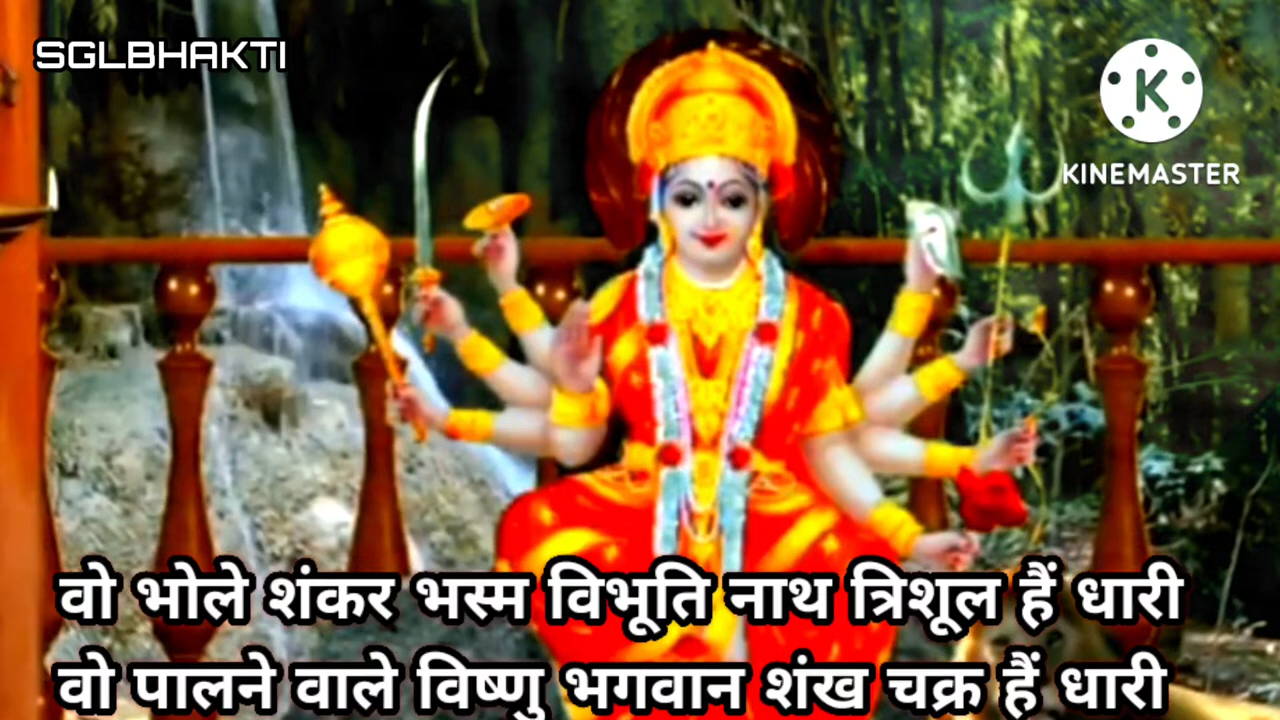 SGLBHAKTI
K
KINEMASTER
वो भोले शंकर भस्म विभूति नाथ त्रिशूल हैं धारी
वो पालने वाले विष्णु भगवान शंख चक्र हैं धारी